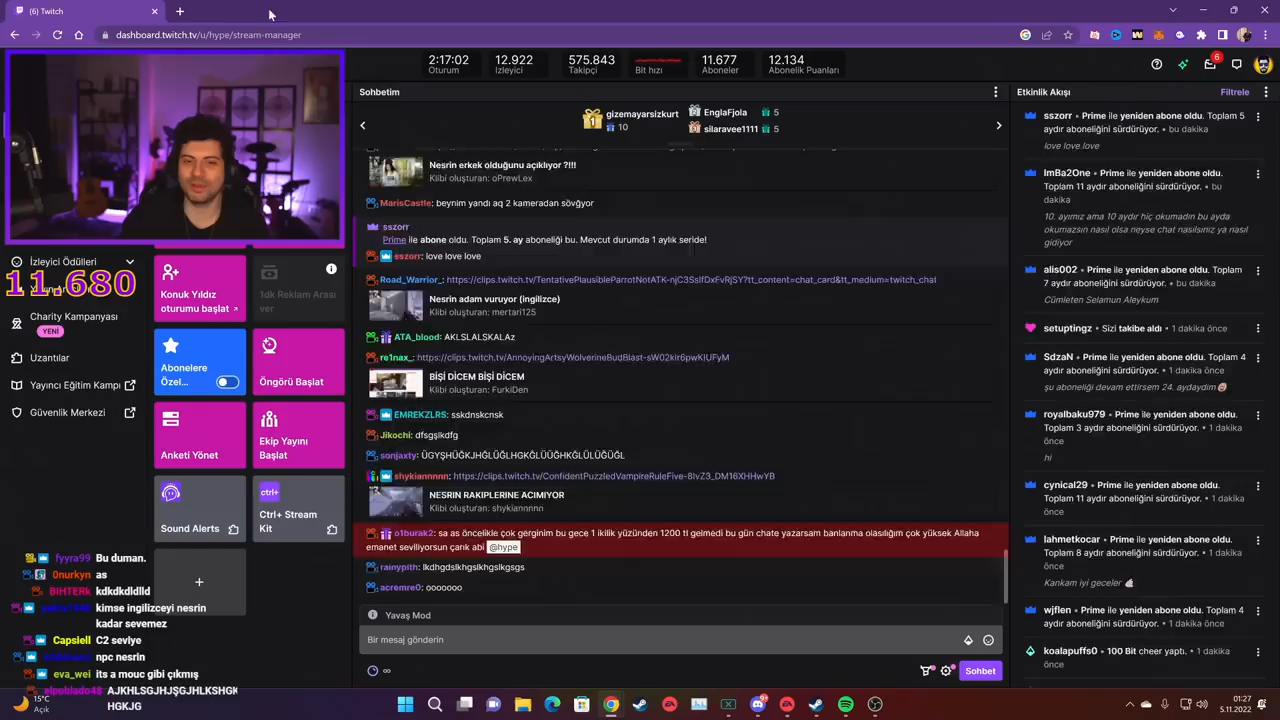 (6) Twitch
dashboard.twitch.tv/u/hype/stream-manager
2:17:02
Oturum
12.922
İzleyici
575.843
Takipçi
Bit hızı
11.677
Aboneler
12.134
Abonelik Puanları
6
Sohbetim
gizemayarsizkurt
10
EnglaFjola 5
silaravee1111 5
Nesrin erkek olduğunu açıklıyor ?!!!
Klibi oluşturan: oPrewLex
MarisCastle: beynim yandı aq 2 kameradan sövğyor
sszorr
Prime ile abone oldu. Toplam 5. ay aboneliği bu. Mevcut durumda 1 aylık seride!
sszorr: love love love
Road_Warrior_: https://clips.twitch.tv/TentativePlausibleParrotNotATK-njC3SsIfDxFvRjSY?tt_content=chat_card&tt_medium=twitch_chat
Nesrin adam vuruyor (ingilizce)
Klibi oluşturan: mertari125
ATA_blood: AKLSLALSKALAz
re1nax_: https://clips.twitch.tv/AnnoyingArtsyWolverineBudBlast-sW02kir6pwKlUFyM
BİŞİ DİCEM BİŞİ DİCEM
Klibi oluşturan: FurkiDen
EMREKZLRS: sskdnskcnsk
Jikochi: dfsgşlkdfg
sonjaxty: ÜGYŞHÜĞKJHĞLÜĞLHGKĞLÜÜĞHKĞLÜLÜĞÜĞL
shykiannnnn: https://clips.twitch.tv/ConfidentPuzzledVampireRuleFive-8IvZ3_DM16XHHwYB
NESRIN RAKIPLERINE ACIMIYOR
Klibi oluşturan: shykiannnnn
o1burak2: sa as öncelikle çok gerginim bu gece 1 ikilik yüzünden 1200 tl gelmedi bu gün chate yazarsam banlanma olasılığım çok yüksek Allaha
emanet seviliyorsun çarık abi @hype
rainypith: lkdhgdslkhgslkhgslkgsgs
acremre0: ooooooo
Yavaş Mod
Bir mesaj gönderin
Sohbet
Etkinlik Akışı
Filtrele
sszorr • Prime ile yeniden abone oldu. Toplam 5
aydır aboneliğini sürdürüyor. • bu dakika
love love love
ImBa2One • Prime ile yeniden abone oldu.
Toplam 11 aydır aboneliğini sürdürüyor. • bu
dakika
10. ayımız ama 10 aydır hiç okumadın bu ayda
okumazsın nasıl olsa neyse hayat nasıl nasıl
gidiyor
alis002 • Prime ile yeniden abone oldu. Toplam
7 aydır aboneliğini sürdürüyor. • bu dakika
Cümleten Selamun Aleykum
setuptingz • Sizi takibe aldı • 1 dakika önce
SdzaN • Prime ile yeniden abone oldu. Toplam 4
aydır aboneliğini sürdürüyor. • 1 dakika önce
şu aboneliği devam ettirsem 24. aydaydım
royalbaku979 • Prime ile yeniden abone oldu.
Toplam 3 aydır aboneliğini sürdürüyor. • 1 dakika
önce
hi
cynical29 • Prime ile yeniden abone oldu.
Toplam 11 aydır aboneliğini sürdürüyor. • 1 dakika
önce
lahmetkocar • Prime ile yeniden abone oldu.
Toplam 8 aydır aboneliğini sürdürüyor. • 1 dakika
önce
Kankam iyi geceler
wjflen • Prime ile yeniden abone oldu. Toplam 4
aydır aboneliğini sürdürüyor. • 1 dakika önce
koalapuffs0 • 100 Bit cheer yaptı. • 1 dakika
önce
İzleyici Ödülleri
11.680
Charity Kampanyası
YENİ
Uzantılar
Yayıncı Eğitim Kampı
Güvenlik Merkezi
Konuk Yıldız
oturumu başlat
1dk Reklam Arası
ver
Abonelere
Özel...
Öngörü Başlat
Anketi Yönet
Ekip Yayını
Başlat
Sound Alerts
ctrl+
Ctrl+ Stream
Kit
fyyra99 Bu duman.
0nurkyn as
BIHTERk kdkdkdldlld
kimse ingilizceyi nesrin
kadar sevemez
Capsiell C2 seviye
npc nesrin
eva_wei its a mouc gibi çıkmış
elpoblado48 AJKHLSGJHJŞGJHLKSHGK
HGKJG
15°C
Açık
01:27
5.11.2022